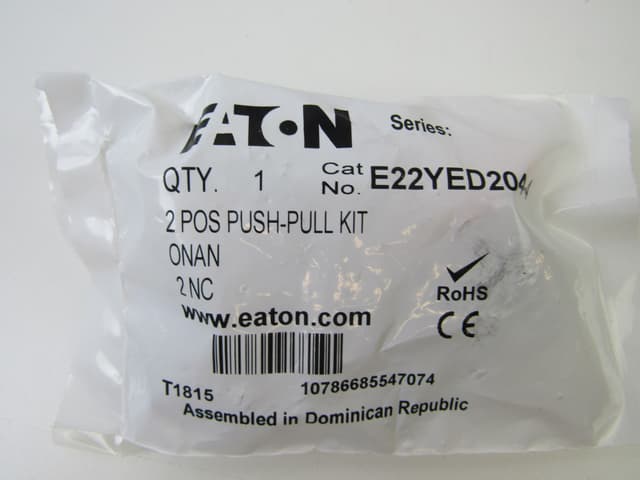 EATON
Series:
QTY. 1 Cat No. E22YED2044
2 POS PUSH-PULL KIT
ONAN
2 NC
RoHS
www.eaton.com
CE
T1815 10786685547074
Assembled in Dominican Republic